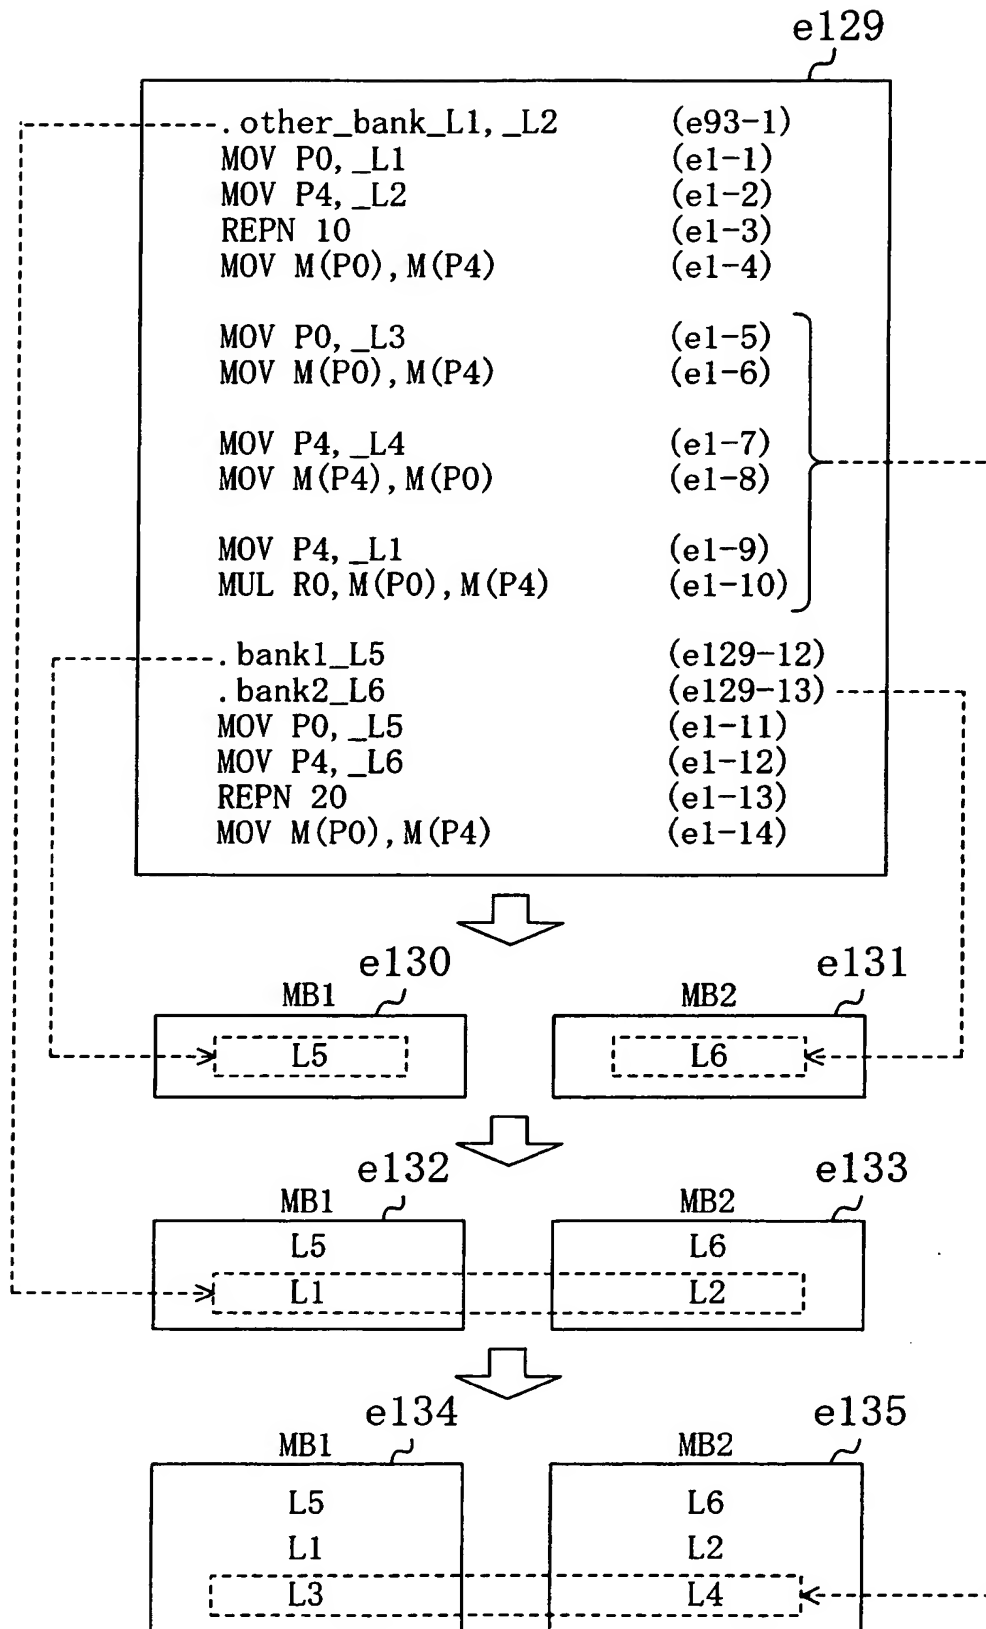 e129
.other_bank_L1, _L2 (e93-1)
MOV P0, _L1 (e1-1)
MOV P4, _L2 (e1-2)
REPN 10 (e1-3)
MOV M(P0), M(P4) (e1-4)
MOV P0, _L3 (e1-5)
MOV M(P0), M(P4) (e1-6)
MOV P4, _L4 (e1-7)
MOV M(P4), M(P0) (e1-8)
MOV P4, _L1 (e1-9)
MUL R0, M(P0), M(P4) (e1-10)
.bank1_L5 (e129-12)
.bank2_L6 (e129-13)
MOV P0, _L5 (e1-11)
MOV P4, _L6 (e1-12)
REPN 20 (e1-13)
MOV M(P0), M(P4) (e1-14)
e130 e131
MB1 MB2
L5 L6
e132 e133
MB1 MB2
L5 L6
L1 L2
e134 e135
MB1 MB2
L5 L6
L1 L2
L3 L4